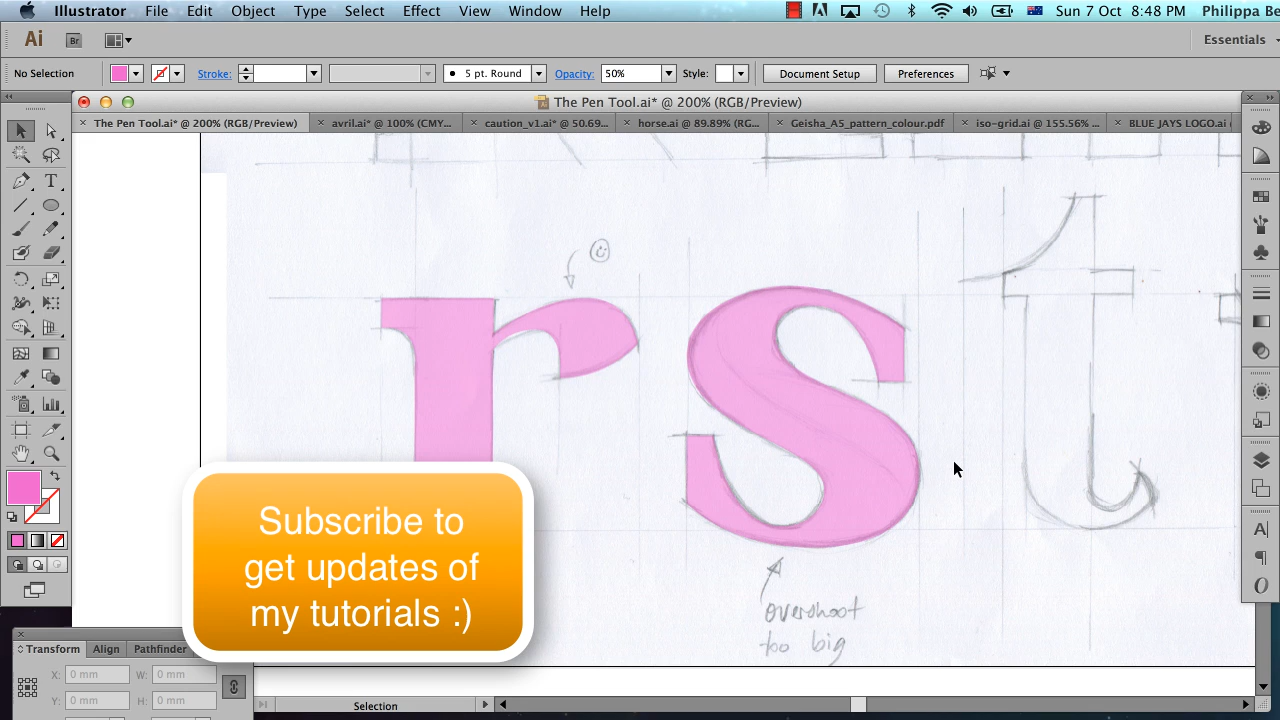 Illustrator File Edit Object Type Select Effect View Window Help Sun 7 Oct 8:48 PM Philippa Be
Ai Br Essentials
No Selection Stroke: 5 pt. Round Opacity: 50% Style: Document Setup Preferences
The Pen Tool.ai* @ 200% (RGB/Preview)
The Pen Tool.ai* @ 200% (RGB/Preview) avril.ai* @ 100% (CMY... caution_v1.ai* @ 50.69... horse.ai @ 89.89% (RG... Geisha_A5_pattern_colour.pdf iso-grid.ai @ 155.56% ... BLUE JAYS LOGO.ai
rst
Subscribe to
get updates of
my tutorials :)
overshoot
too big
Transform Align Pathfinder
X: 0 mm W: 0 mm
Y: 0 mm H: 0 mm
Selection